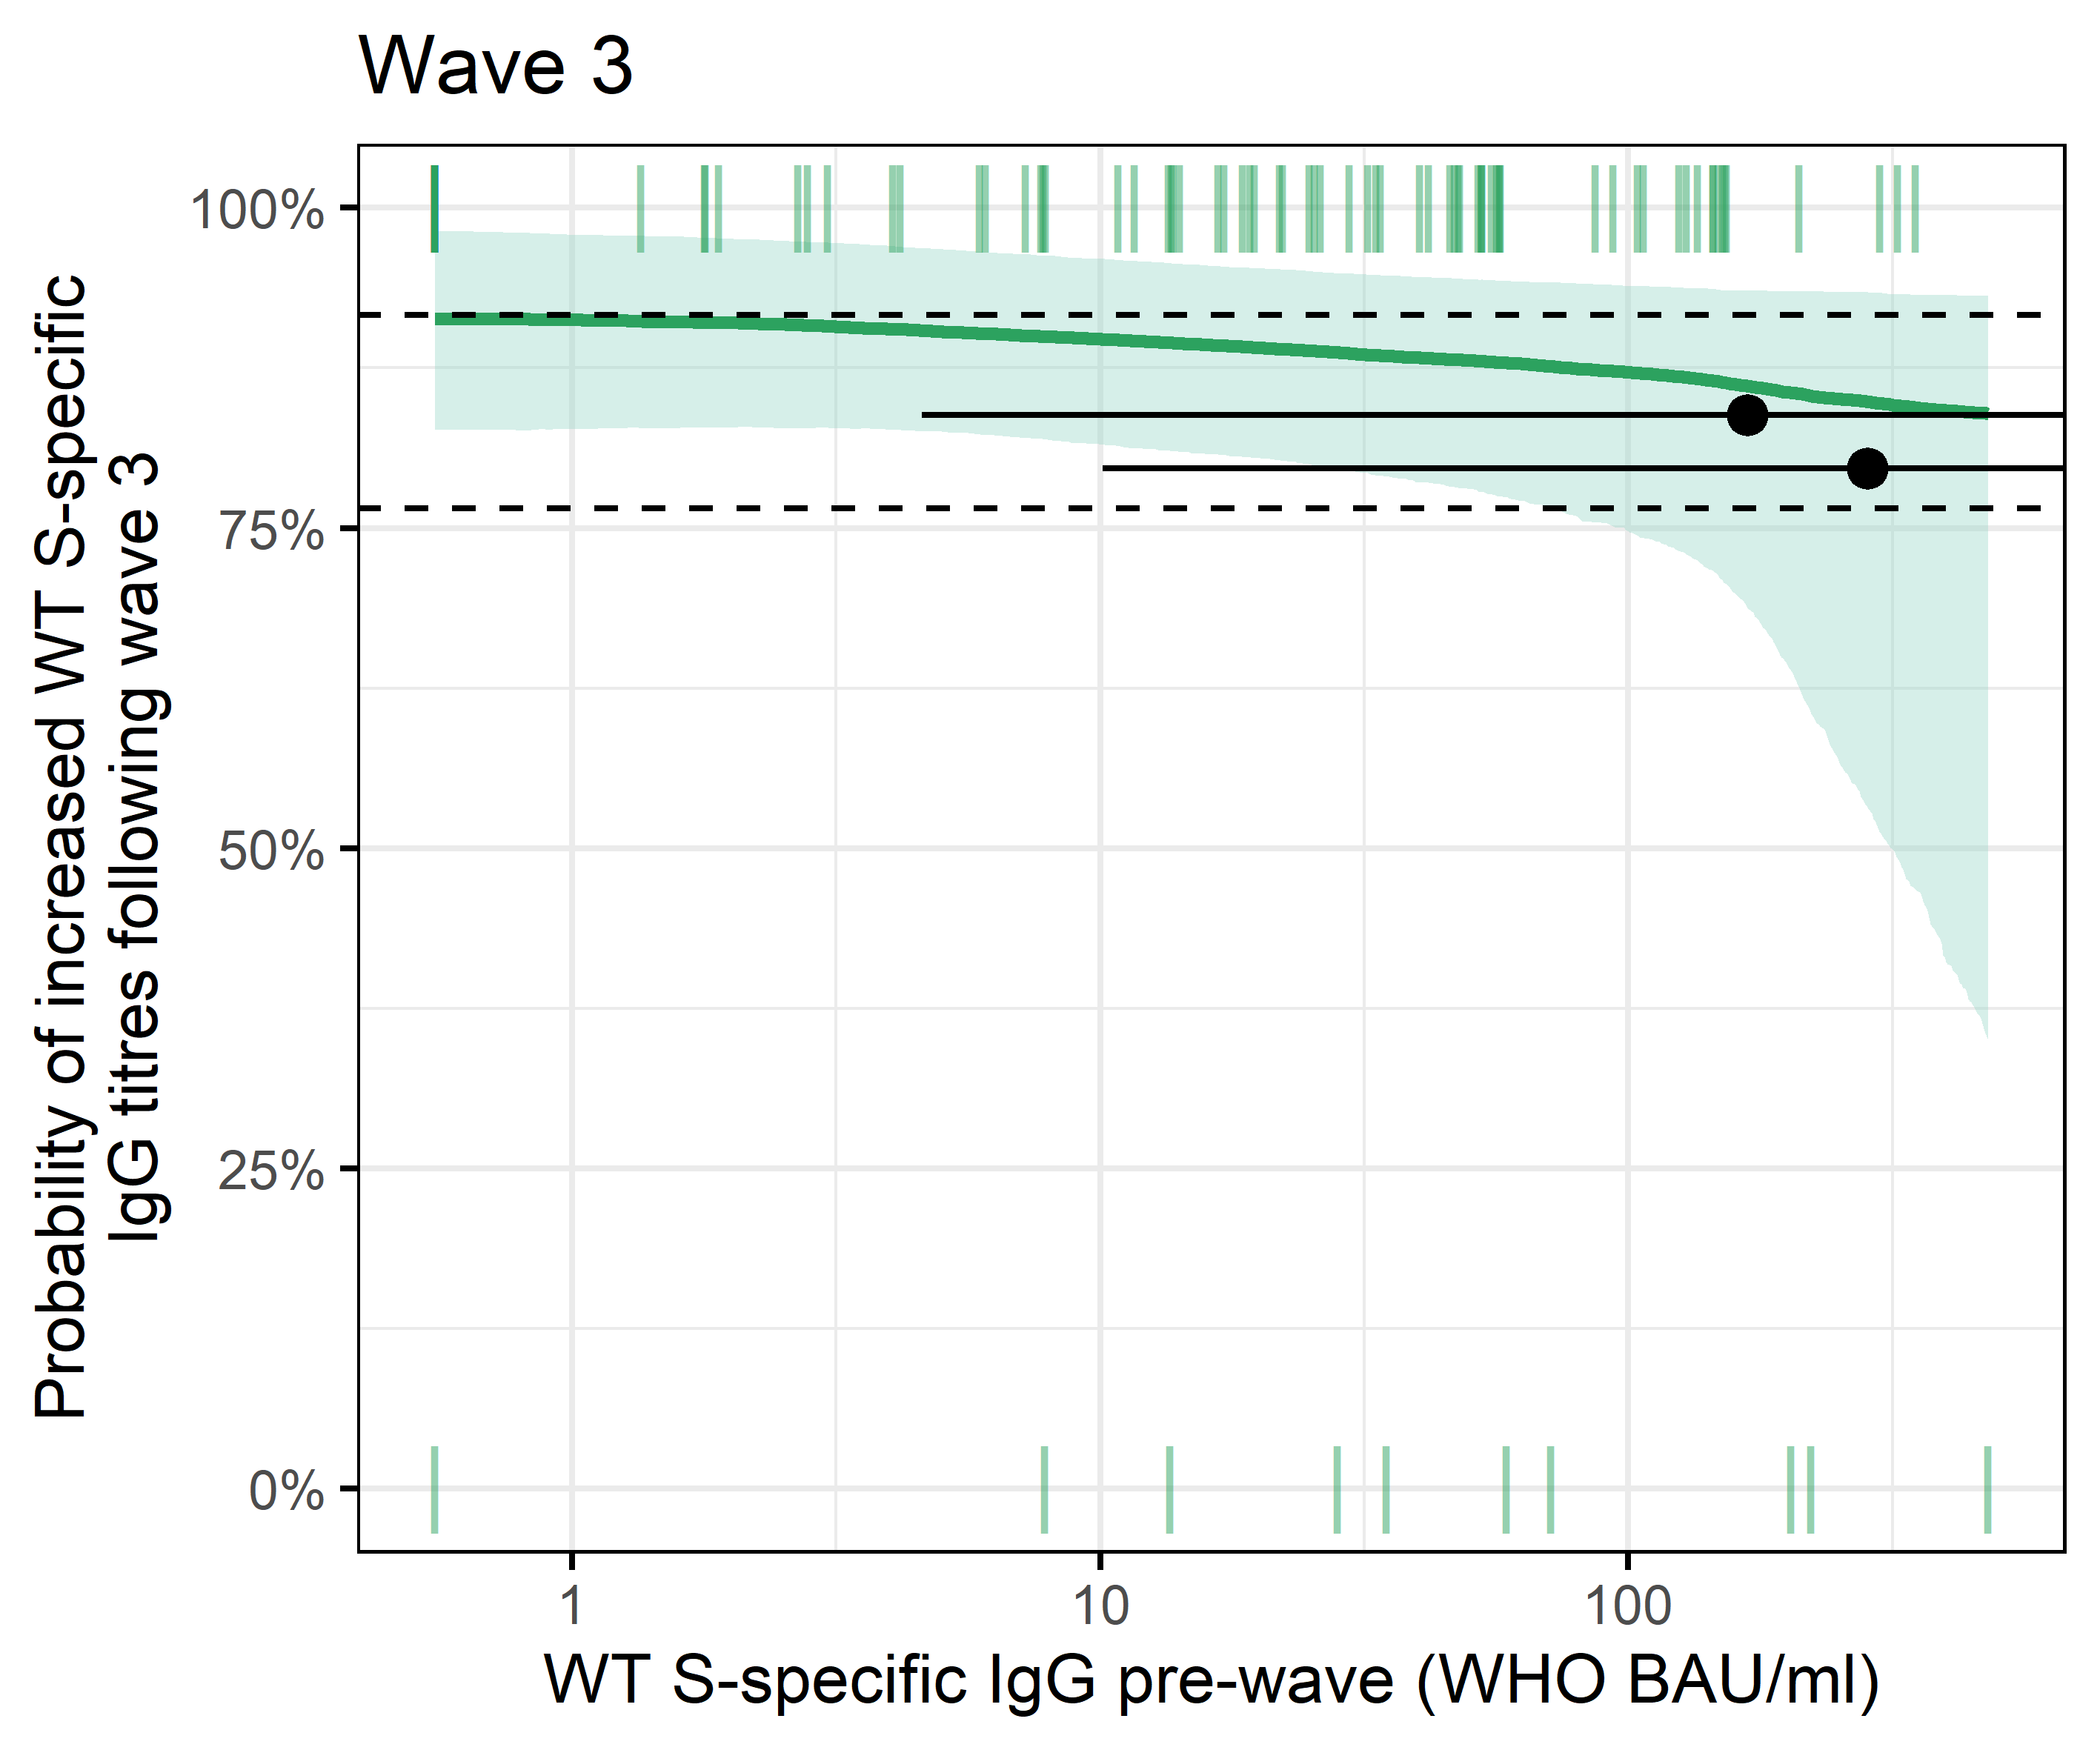 Wave 3
Probability of increased WT S-specific
IgG titres following wave 3
100%
75%
50%
25%
0%
1
10
100
WT S-specific IgG pre-wave (WHO BAU/ml)